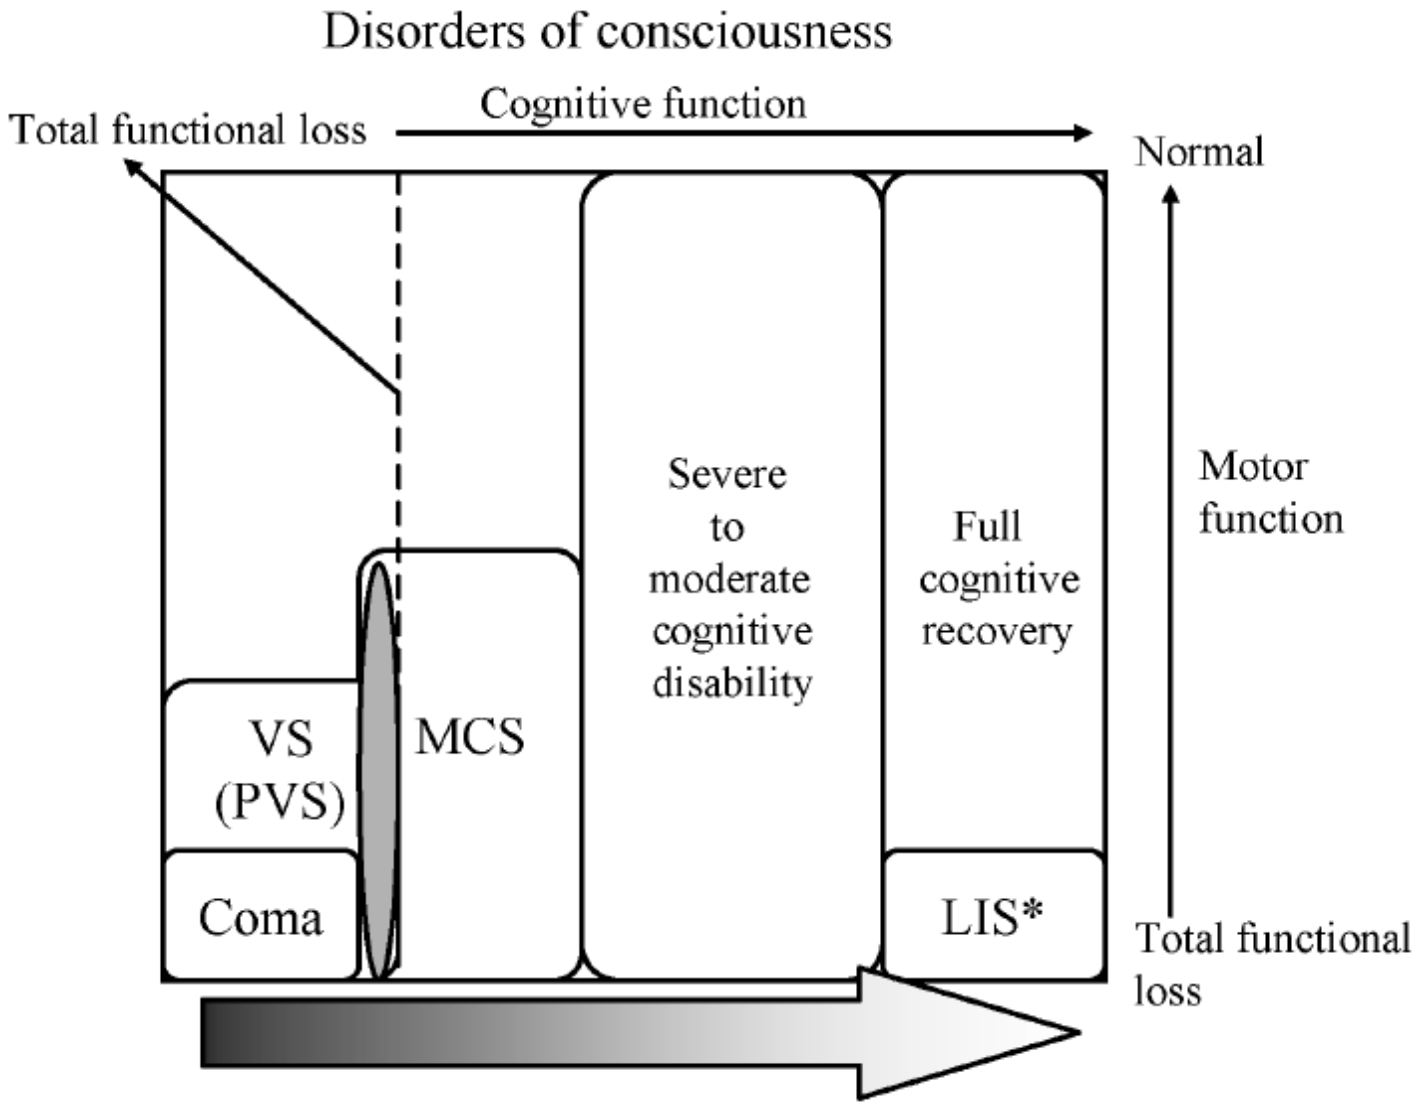 Disorders of consciousness
Cognitive function
Total functional loss
Normal
Motor
function
Severe
to
moderate
cognitive
disability
Full
cognitive
recovery
VS
(PVS)
MCS
Coma
LIS*
Total functional
loss